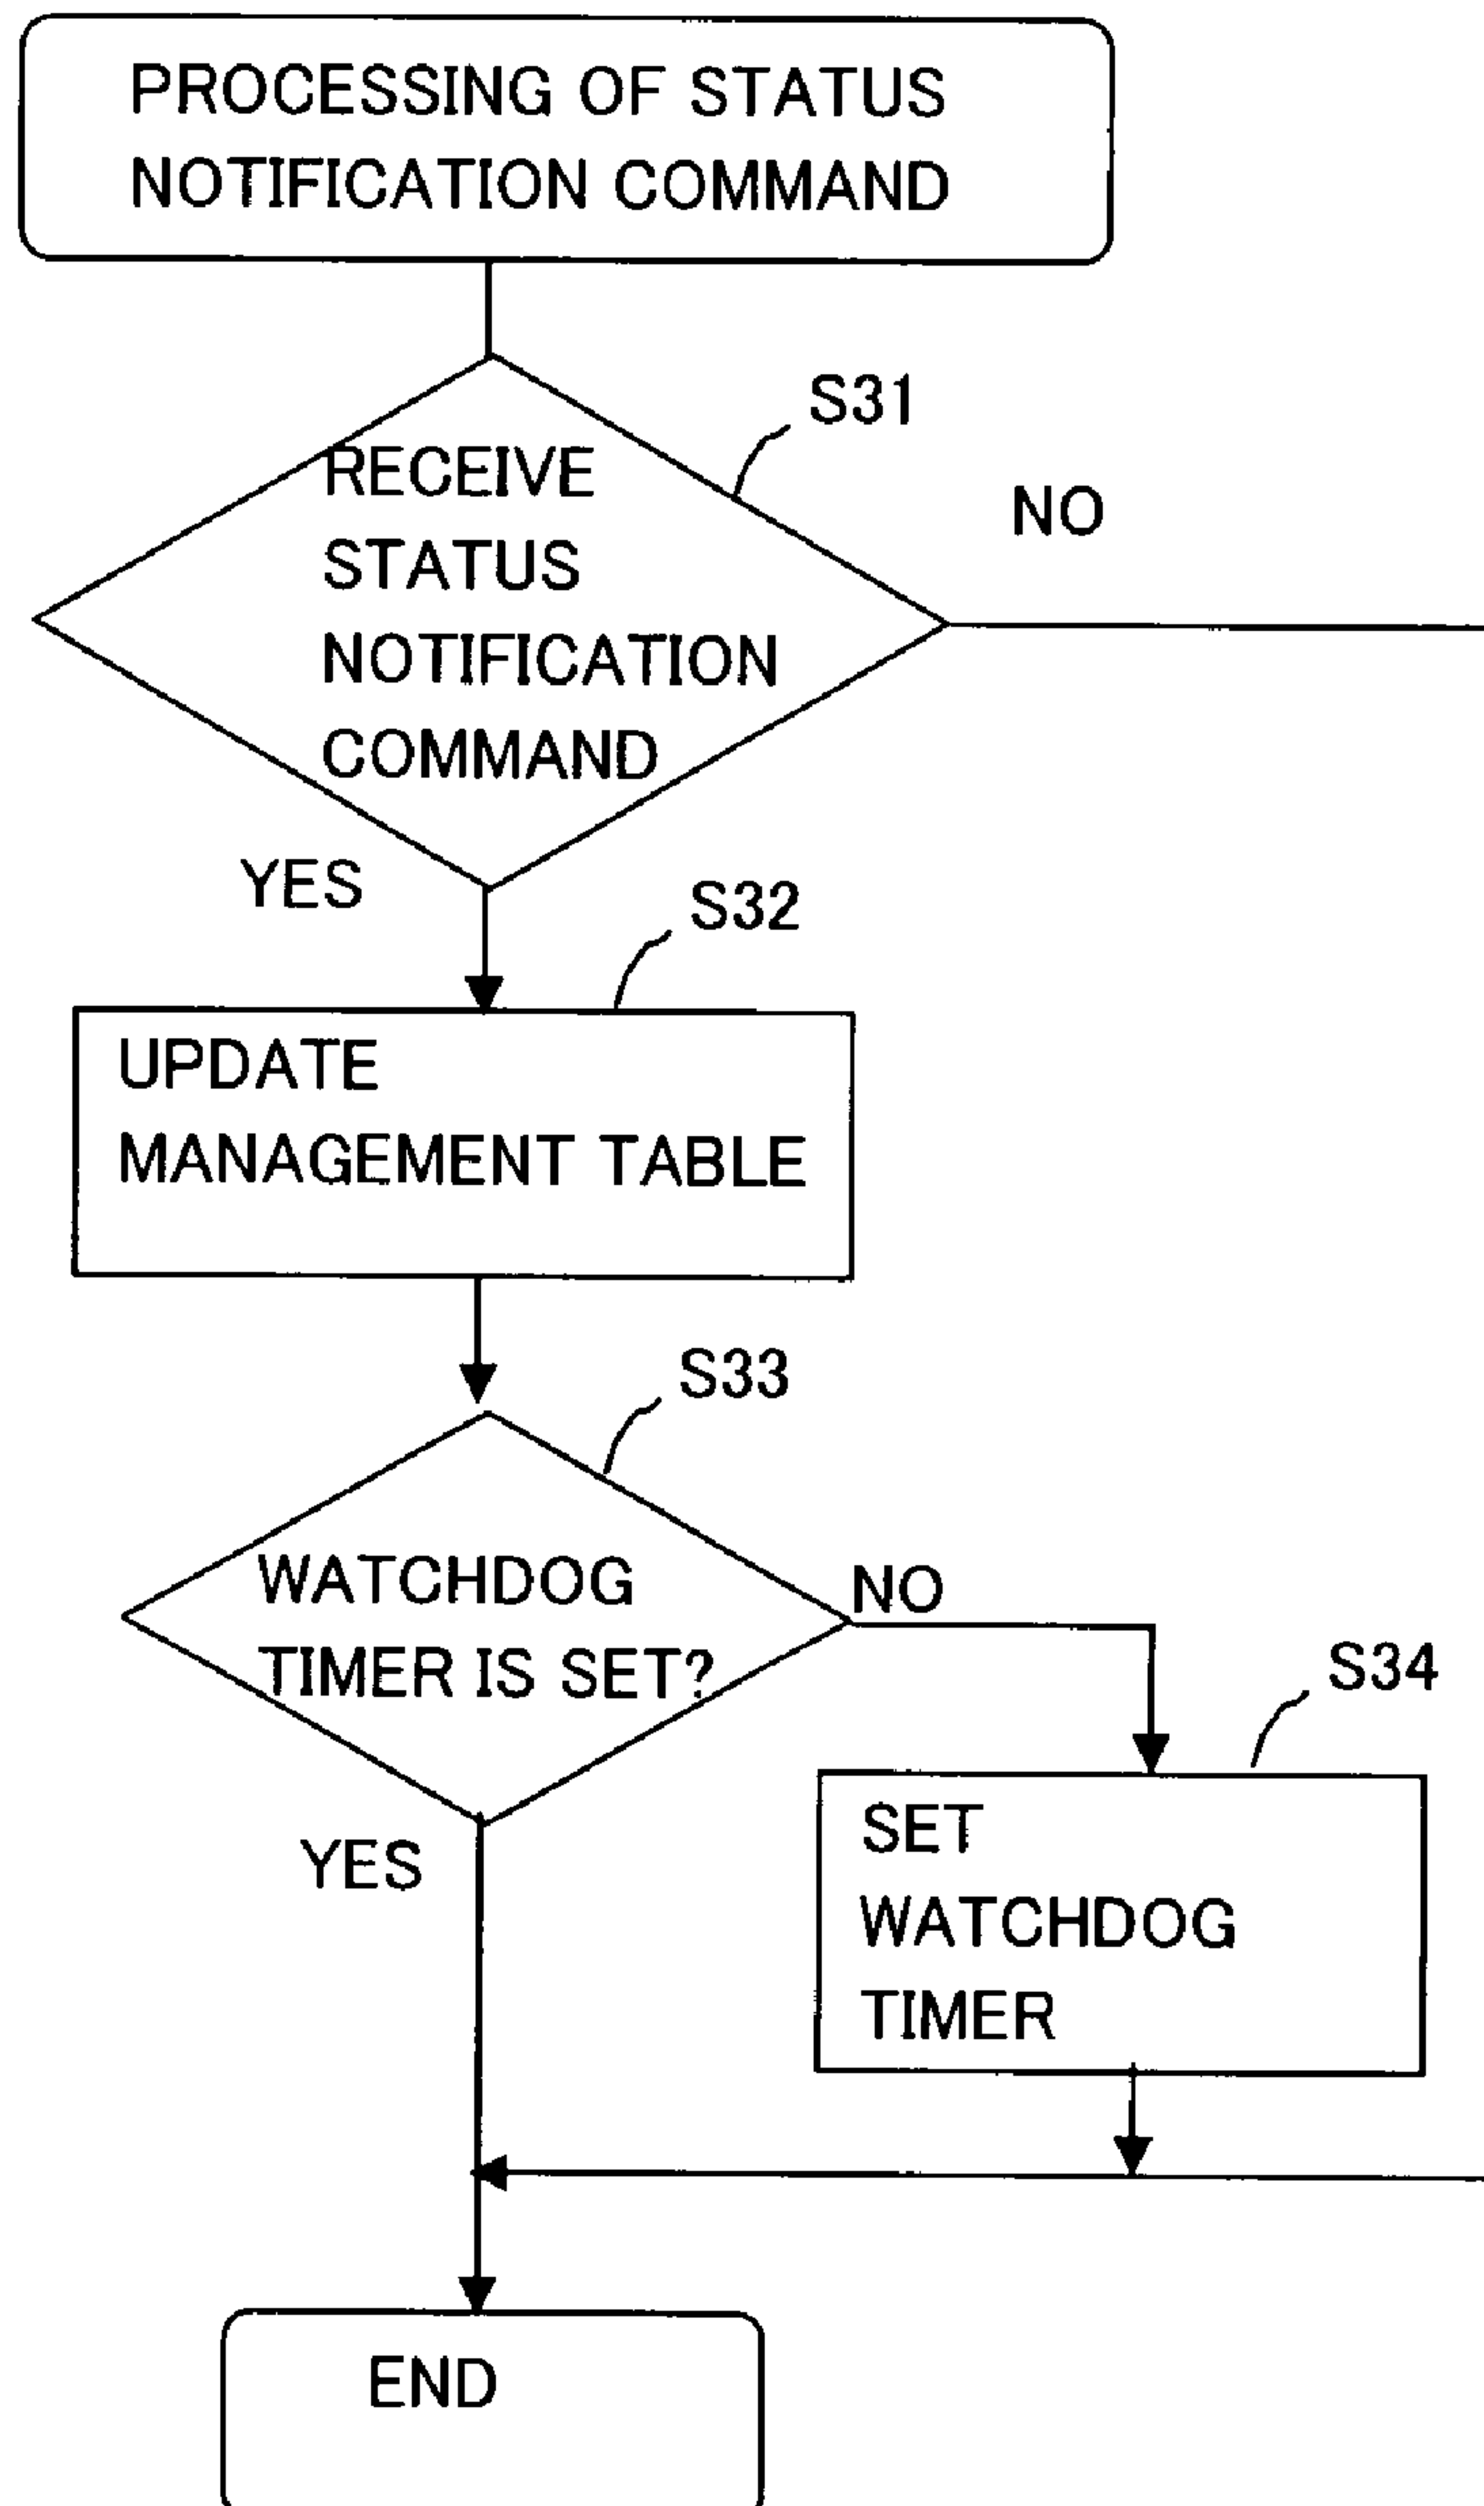 PROCESSING OF STATUS
NOTIFICATION COMMAND
S31
RECEIVE
STATUS
NOTIFICATION
COMMAND
NO
YES
S32
UPDATE
MANAGEMENT TABLE
S33
WATCHDOG
TIMER IS SET?
NO
YES
S34
SET
WATCHDOG
TIMER
END